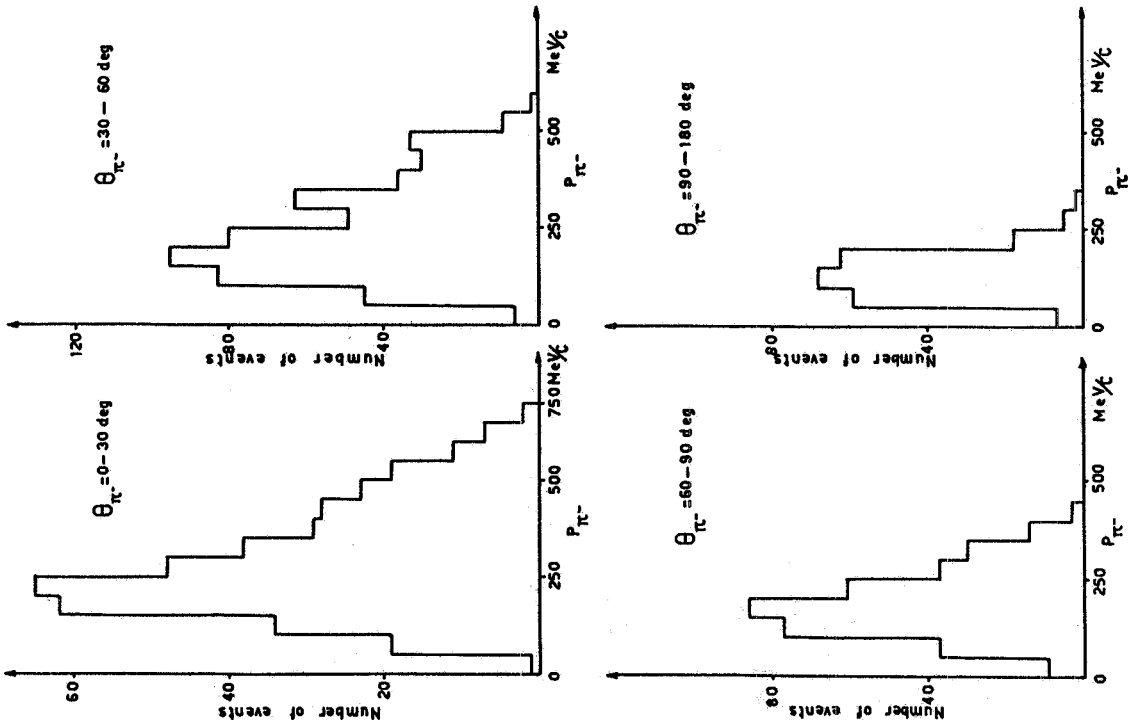 θπ- =0–30 deg
Number of events
60
40
20
0
250
500
750 MeV/c
Pπ-
θπ- =30 – 60 deg
Number of events
120
80
40
0
250
500
MeV/c
Pπ-
θπ- =60–90 deg
Number of events
80
40
0
250
500
MeV/c
Pπ-
θπ- =90–180 deg
Number of events
80
40
0
250
500
MeV/c
Pπ-